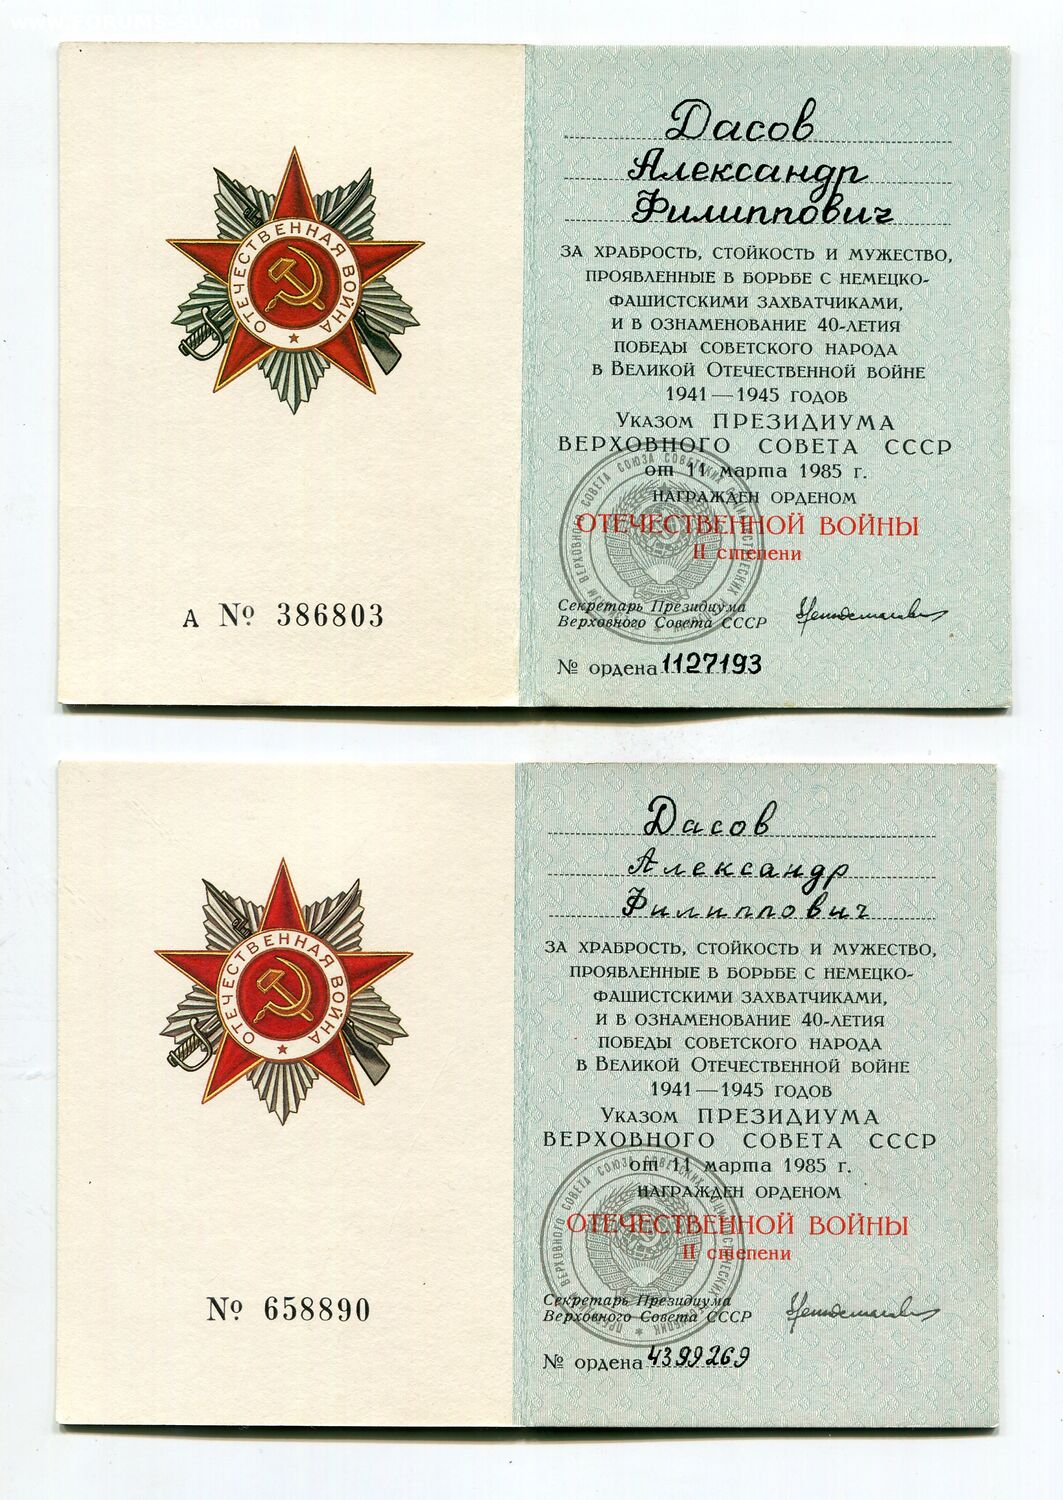 ОТЕЧЕСТВЕННАЯ ВОЙНА
А № 386803
Дасов
Александр
Филиппович
ЗА ХРАБРОСТЬ, СТОЙКОСТЬ И МУЖЕСТВО,
ПРОЯВЛЕННЫЕ В БОРЬБЕ С НЕМЕЦКО-
ФАШИСТСКИМИ ЗАХВАТЧИКАМИ,
И В ОЗНАМЕНОВАНИЕ 40-ЛЕТИЯ
ПОБЕДЫ СОВЕТСКОГО НАРОДА
В ВЕЛИКОЙ ОТЕЧЕСТВЕННОЙ ВОЙНЕ
1941—1945 ГОДОВ
УКАЗОМ ПРЕЗИДИУМА
ВЕРХОВНОГО СОВЕТА СССР
от 11 марта 1985 г.
НАГРАЖДЕН ОРДЕНОМ
ОТЕЧЕСТВЕННОЙ ВОЙНЫ
II степени
Секретарь Президиума
Верховного Совета СССР
№ ордена 1127193
ОТЕЧЕСТВЕННАЯ ВОЙНА
№ 658890
Дасов
Александр
Филиппович
ЗА ХРАБРОСТЬ, СТОЙКОСТЬ И МУЖЕСТВО,
ПРОЯВЛЕННЫЕ В БОРЬБЕ С НЕМЕЦКО-
ФАШИСТСКИМИ ЗАХВАТЧИКАМИ,
И В ОЗНАМЕНОВАНИЕ 40-ЛЕТИЯ
ПОБЕДЫ СОВЕТСКОГО НАРОДА
В ВЕЛИКОЙ ОТЕЧЕСТВЕННОЙ ВОЙНЕ
1941—1945 ГОДОВ
УКАЗОМ ПРЕЗИДИУМА
ВЕРХОВНОГО СОВЕТА СССР
от 11 марта 1985 г.
НАГРАЖДЕН ОРДЕНОМ
ОТЕЧЕСТВЕННОЙ ВОЙНЫ
II степени
Секретарь Президиума
Верховного Совета СССР
№ ордена 4399269